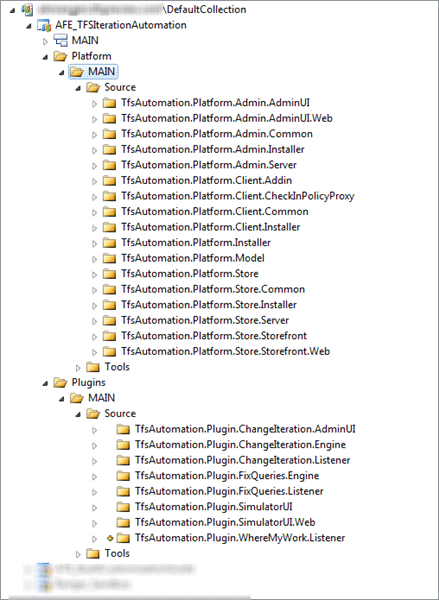 \DefaultCollection
AFE_TFSIterationAutomation
MAIN
Platform
MAIN
Source
TfsAutomation.Platform.Admin.AdminUI
TfsAutomation.Platform.Admin.AdminUI.Web
TfsAutomation.Platform.Admin.Common
TfsAutomation.Platform.Admin.Installer
TfsAutomation.Platform.Admin.Server
TfsAutomation.Platform.Client.Addin
TfsAutomation.Platform.Client.CheckInPolicyProxy
TfsAutomation.Platform.Client.Common
TfsAutomation.Platform.Client.Installer
TfsAutomation.Platform.Installer
TfsAutomation.Platform.Model
TfsAutomation.Platform.Store
TfsAutomation.Platform.Store.Common
TfsAutomation.Platform.Store.Installer
TfsAutomation.Platform.Store.Server
TfsAutomation.Platform.Store.Storefront
TfsAutomation.Platform.Store.Storefront.Web
Tools
Plugins
MAIN
Source
TfsAutomation.Plugin.ChangeIteration.AdminUI
TfsAutomation.Plugin.ChangeIteration.Engine
TfsAutomation.Plugin.ChangeIteration.Listener
TfsAutomation.Plugin.FixQueries.Engine
TfsAutomation.Plugin.FixQueries.Listener
TfsAutomation.Plugin.SimulatorUI
TfsAutomation.Plugin.SimulatorUI.Web
TfsAutomation.Plugin.WhereMyWork.Listener
Tools